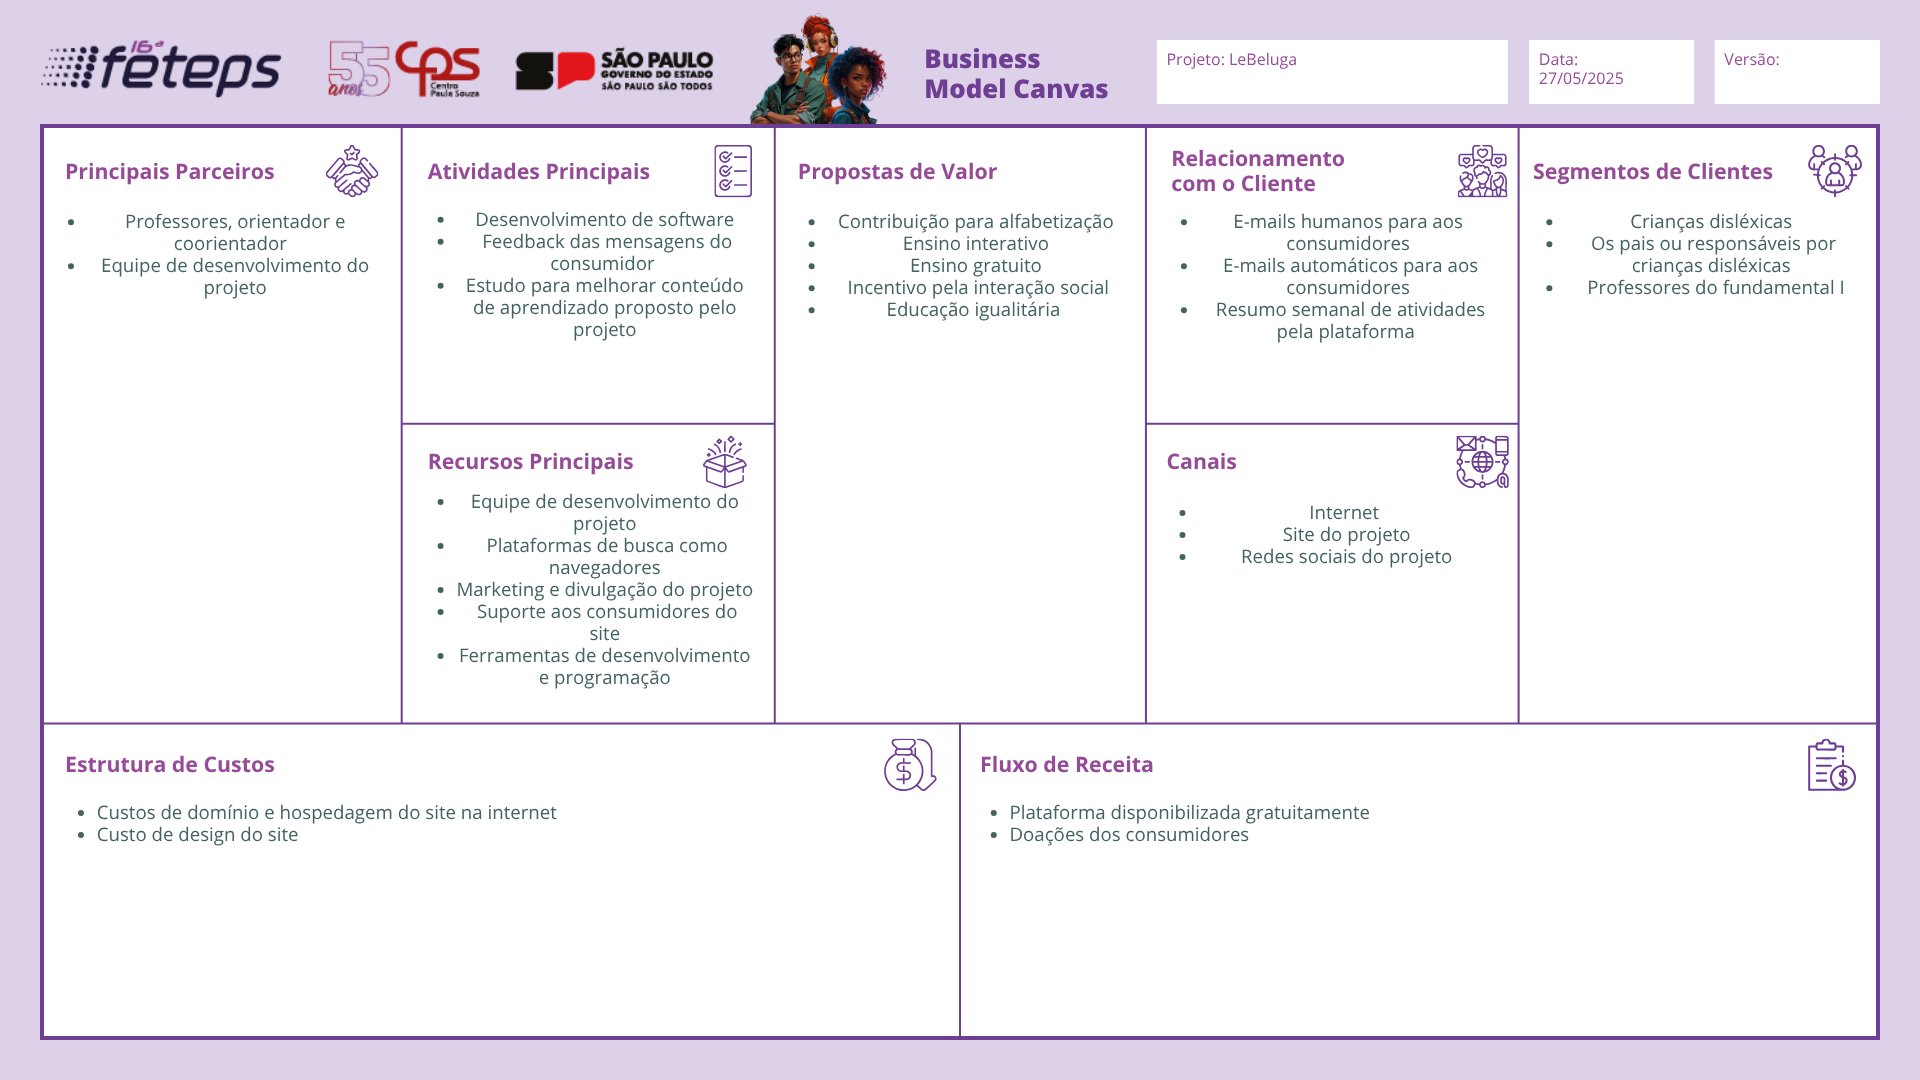 16ª
feteps
55
anos
CPS
Centro
Paula Souza
SP
SÃO PAULO
GOVERNO DO ESTADO
SÃO PAULO SÃO TODOS
Business
Model Canvas
Projeto: LeBeluga
Data:
27/05/2025
Versão:
Principais Parceiros
• Professores, orientador e
coorientador
• Equipe de desenvolvimento do
projeto
Atividades Principais
• Desenvolvimento de software
• Feedback das mensagens do
consumidor
• Estudo para melhorar conteúdo
de aprendizado proposto pelo
projeto
Recursos Principais
• Equipe de desenvolvimento do
projeto
• Plataformas de busca como
navegadores
• Marketing e divulgação do projeto
• Suporte aos consumidores do
site
• Ferramentas de desenvolvimento
e programação
Propostas de Valor
• Contribuição para alfabetização
• Ensino interativo
• Ensino gratuito
• Incentivo pela interação social
• Educação igualitária
Relacionamento
com o Cliente
• E-mails humanos para aos
consumidores
• E-mails automáticos para aos
consumidores
• Resumo semanal de atividades
pela plataforma
Canais
• Internet
• Site do projeto
• Redes sociais do projeto
Segmentos de Clientes
• Crianças disléxicas
• Os pais ou responsáveis por
crianças disléxicas
• Professores do fundamental I
Estrutura de Custos
• Custos de domínio e hospedagem do site na internet
• Custo de design do site
Fluxo de Receita
• Plataforma disponibilizada gratuitamente
• Doações dos consumidores